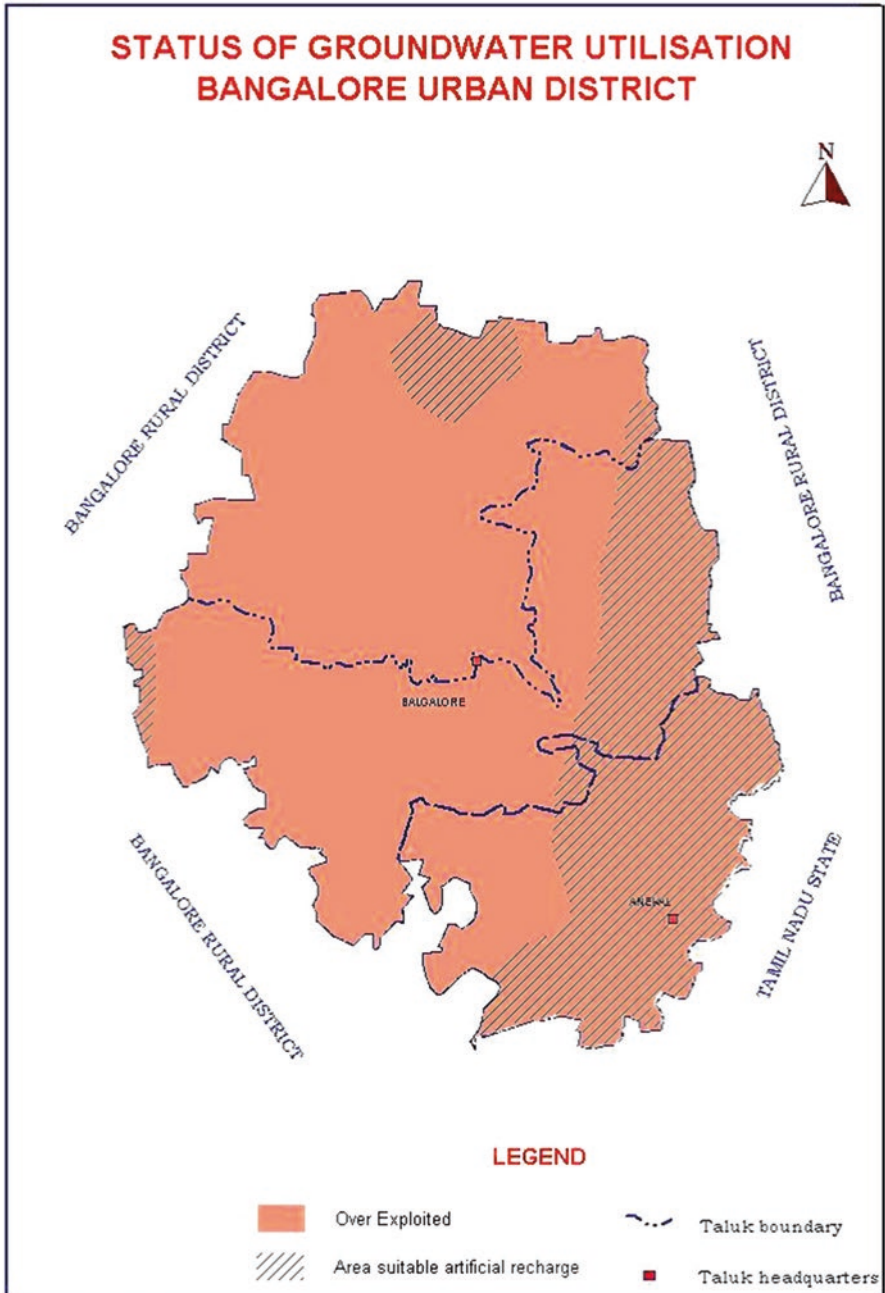 STATUS OF GROUNDWATER UTILISATION
BANGALORE URBAN DISTRICT
N
BANGALORE RURAL DISTRICT
BANGALORE RURAL DISTRICT
BALGALORE
BANGALORE RURAL DISTRICT
ANEKAL
TAMIL NADU STATE
LEGEND
Over Exploited
Taluk boundary
Area suitable artificial recharge
Taluk headquarters